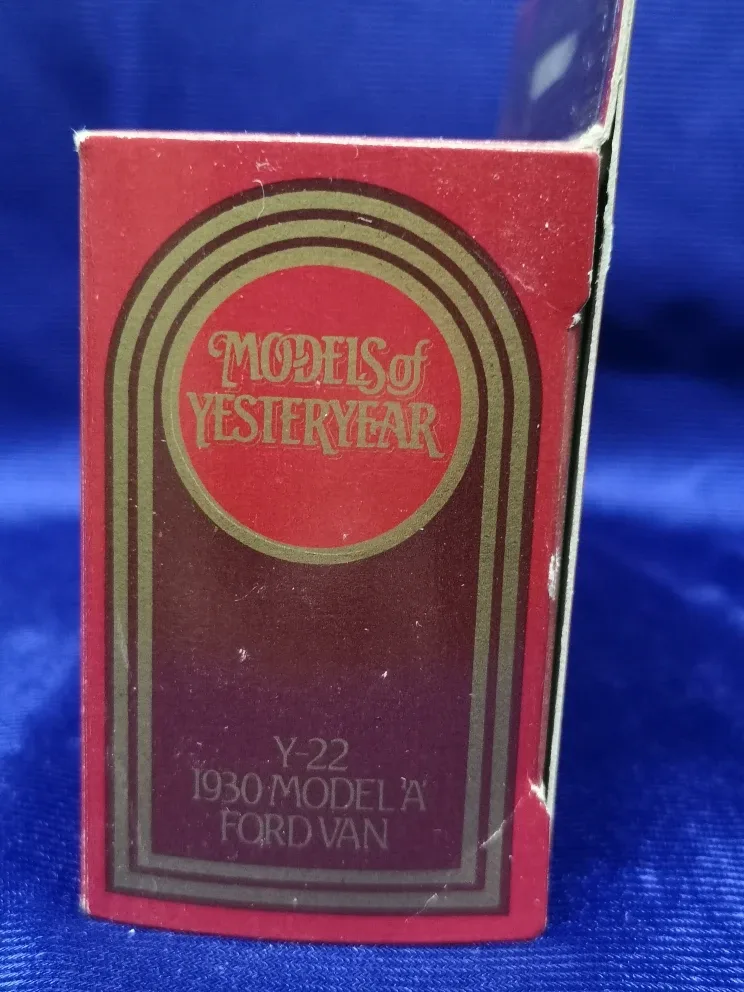 MODELS of
YESTERYEAR
Y-22
1930 MODEL 'A'
FORD VAN